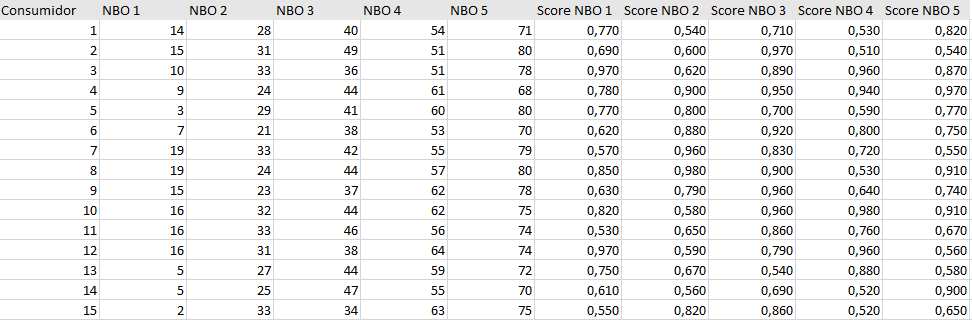 Consumidor NBO 1 NBO 2 NBO 3 NBO 4 NBO 5 Score NBO 1 Score NBO 2 Score NBO 3 Score NBO 4 Score NBO 5
1 14 28 40 54 71 0,770 0,540 0,710 0,530 0,820
2 15 31 49 51 80 0,690 0,600 0,970 0,510 0,540
3 10 33 36 51 78 0,970 0,620 0,890 0,960 0,870
4 9 24 44 61 68 0,780 0,900 0,950 0,940 0,970
5 3 29 41 60 80 0,770 0,800 0,700 0,590 0,770
6 7 21 38 53 70 0,620 0,880 0,920 0,800 0,750
7 19 33 42 55 79 0,570 0,960 0,830 0,720 0,550
8 19 24 44 57 80 0,850 0,980 0,900 0,530 0,910
9 15 23 37 62 78 0,630 0,790 0,960 0,640 0,740
10 16 32 44 62 75 0,820 0,580 0,960 0,980 0,910
11 16 33 46 56 74 0,530 0,650 0,860 0,760 0,670
12 16 31 38 64 74 0,970 0,590 0,790 0,960 0,560
13 5 27 44 59 72 0,750 0,670 0,540 0,880 0,580
14 5 25 47 55 70 0,610 0,560 0,690 0,520 0,900
15 2 33 34 63 75 0,550 0,820 0,860 0,520 0,650